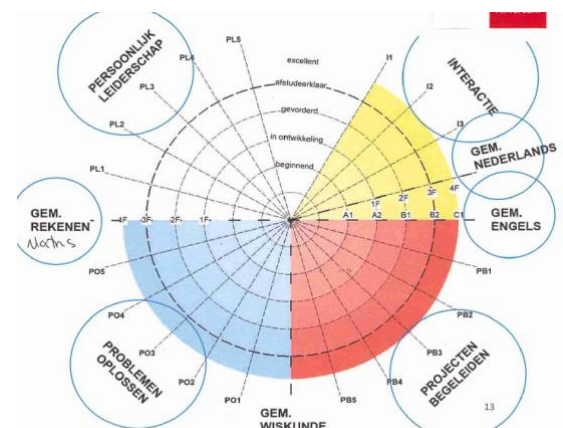 PERSOONLIJK
LEIDERSCHAP
PL5
PL4
PL3
PL2
PL1
excellent
afstudeerklaar
gevorderd
in ontwikkeling
beginnend
I1
I2
I3
INTERACTIE
GEM.
NEDERLANDS
1F 2F 3F 4F
A1 A2 B1 B2 C1
GEM.
ENGELS
GEM.
REKENEN
Maths
4F 3F 2F 1F
PO5
PO4
PO3
PO2
PO1
PROBLEMEN
OPLOSSEN
PB1
PB2
PB3
PB4
PB5
PROJECTEN
BEGELEIDEN
GEM.
WISKUNDE
13